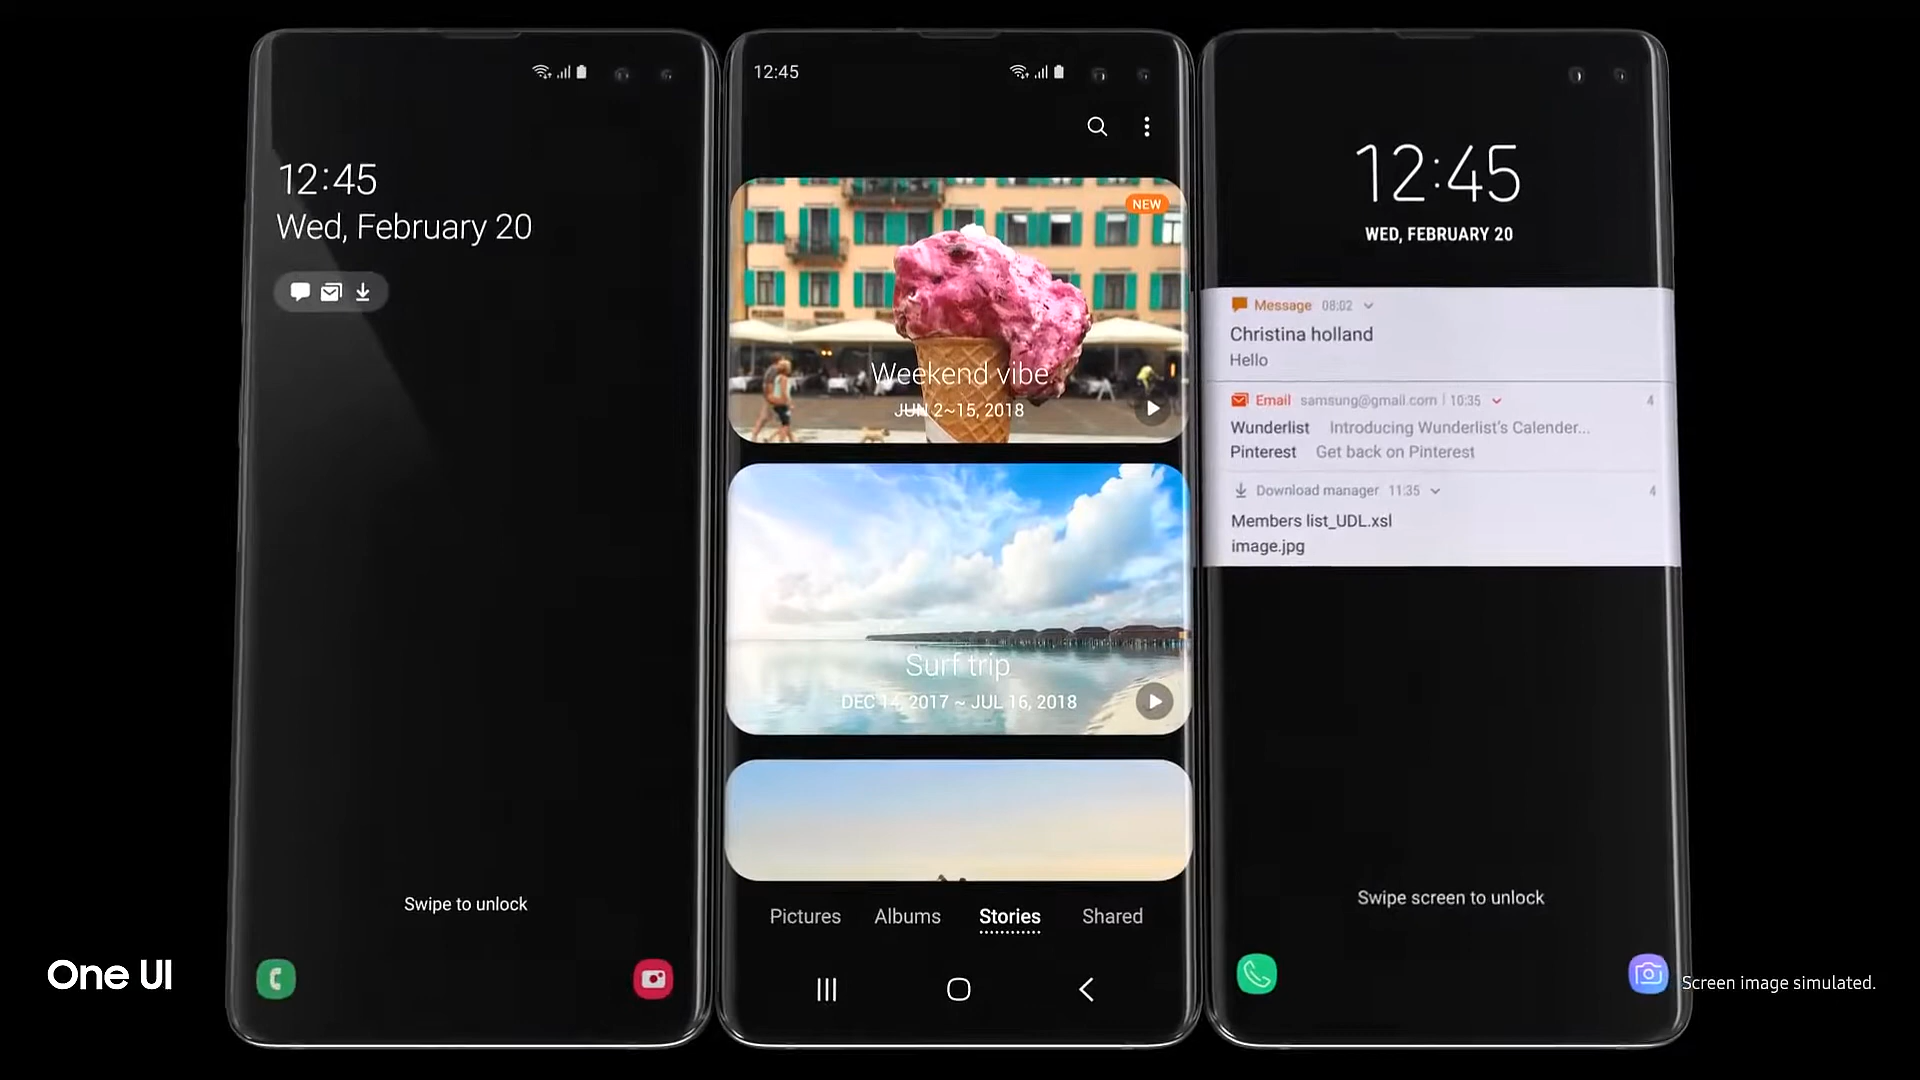 12:45
Wed, February 20
Swipe to unlock
12:45
NEW
Weekend vibe
JUN 2~15, 2018
Surf trip
DEC 14, 2017 ~ JUL 16, 2018
Pictures Albums Stories Shared
12:45
WED, FEBRUARY 20
Message 08:02
Christina holland
Hello
Email samsung@gmail.com | 10:35 4
Wunderlist Introducing Wunderlist's Calender...
Pinterest Get back on Pinterest
Download manager 11:35 4
Members list_UDL.xsl
image.jpg
Swipe screen to unlock
One UI
Screen image simulated.